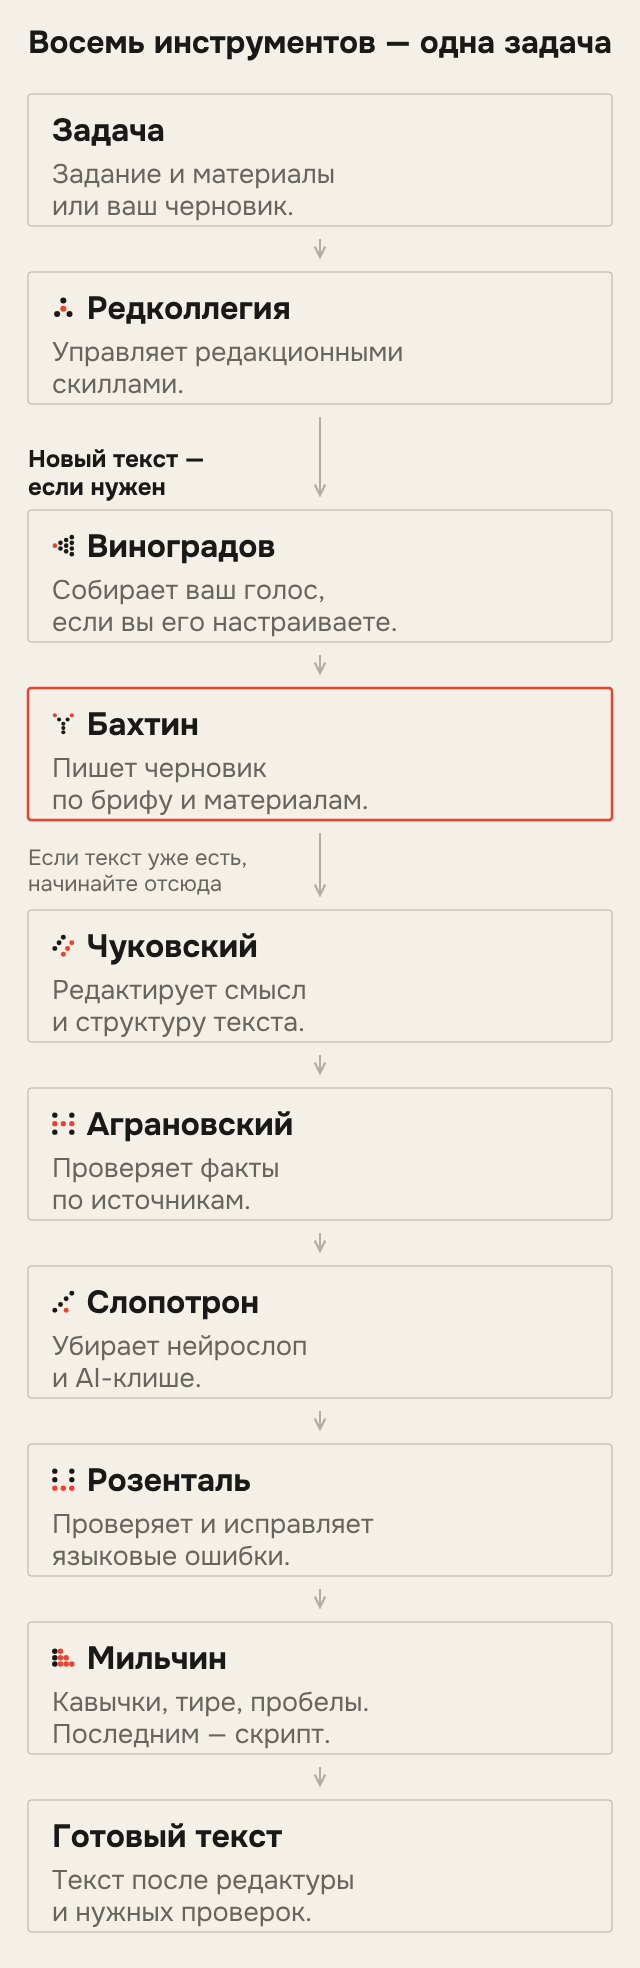 Восемь инструментов — одна задача
Задача
Задание и материалы
или ваш черновик.
Редколлегия
Управляет редакционными
скиллами.
Новый текст —
если нужен
Виноградов
Собирает ваш голос,
если вы его настраиваете.
Бахтин
Пишет черновик
по брифу и материалам.
Если текст уже есть,
начинайте отсюда
Чуковский
Редактирует смысл
и структуру текста.
Аграновский
Проверяет факты
по источникам.
Слопотрон
Убирает нейрослоп
и AI-клише.
Розенталь
Проверяет и исправляет
языковые ошибки.
Мильчин
Кавычки, тире, пробелы.
Последним — скрипт.
Готовый текст
Текст после редактуры
и нужных проверок.